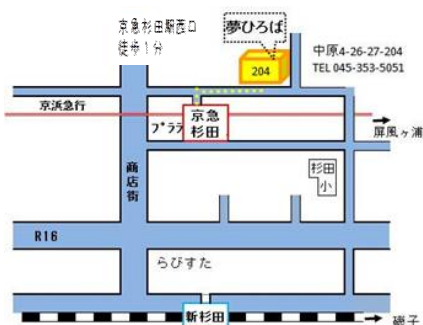 京急杉田駅西口
徒歩1分
夢ひろば
中原4-26-27-204
TEL 045-353-5051
204
京浜急行
プララ
京急
杉田
屏風ヶ浦
商店街
杉田
小
R16
らびすた
新杉田
磯子